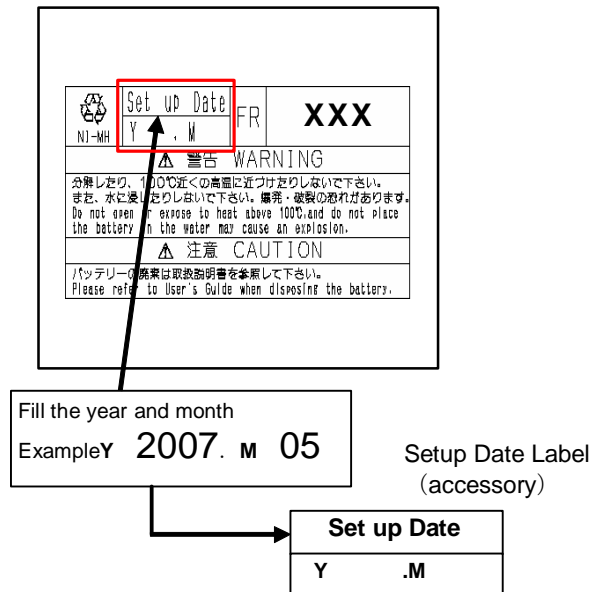 Set up Date
Y . M
NI-MH
FR
XXX
⚠ 警告 WARNING
分解したり、100℃近くの高温に近づけたりしないで下さい。
また、水に浸したりしないで下さい。爆発・破裂の恐れがあります。
Do not open or expose to heat above 100℃,and do not place
the battery in the water may cause an explosion.
⚠ 注意 CAUTION
バッテリーの廃棄は取扱説明書を参照して下さい。
Please refer to User's Guide when disposing the battery.
Fill the year and month
ExampleY 2007. M 05
Setup Date Label
（accessory）
Set up Date
Y .M